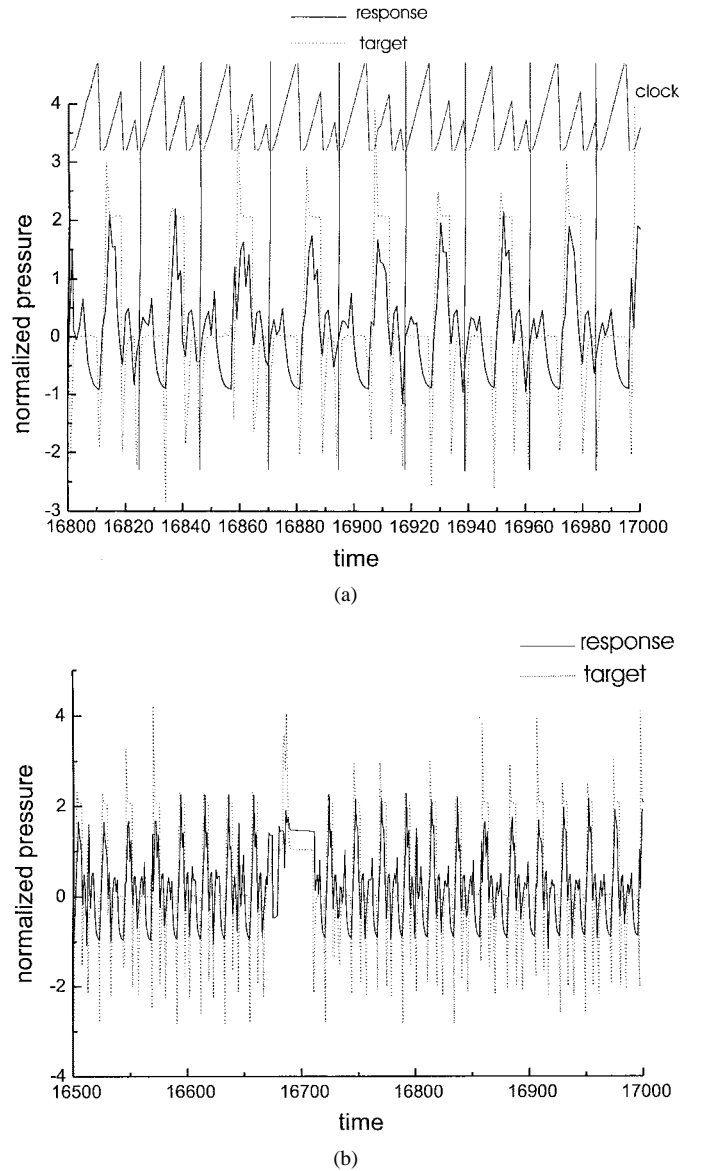 response
target
clock
4
3
2
1
0
-1
-2
-3
normalized pressure
16800 16820 16840 16860 16880 16900 16920 16940 16960 16980 17000
time
(a)
response
target
4
2
0
-2
-4
normalized pressure
16500 16600 16700 16800 16900 17000
time
(b)